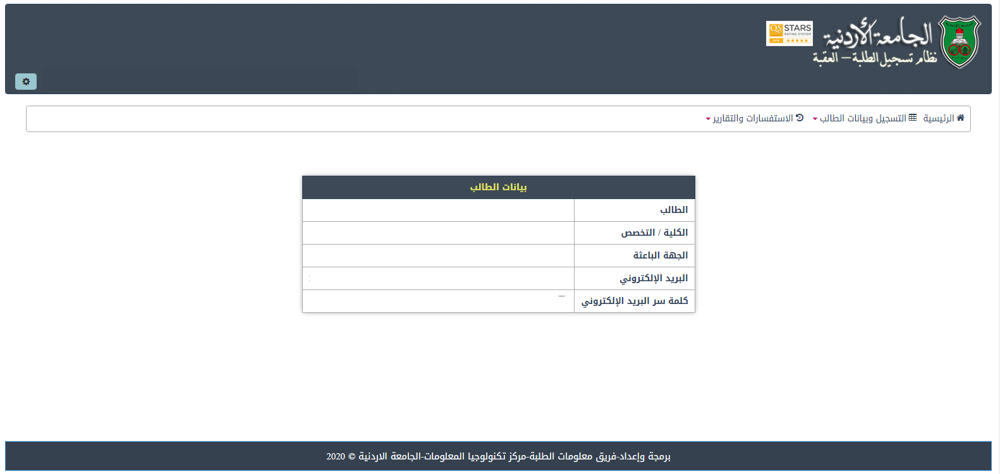 الجامعة الأردنية
نظام تسجيل الطلبة – العقبة
QS STARS
RATING SYSTEM
الرئيسية
التسجيل وبيانات الطالب
الاستفسارات والتقارير
بيانات الطالب
الطالب
الكلية / التخصص
الجهة الباعثة
البريد الإلكتروني
كلمة سر البريد الإلكتروني
برمجة وإعداد-فريق معلومات الطلبة-مركز تكنولوجيا المعلومات-الجامعة الاردنية © 2020